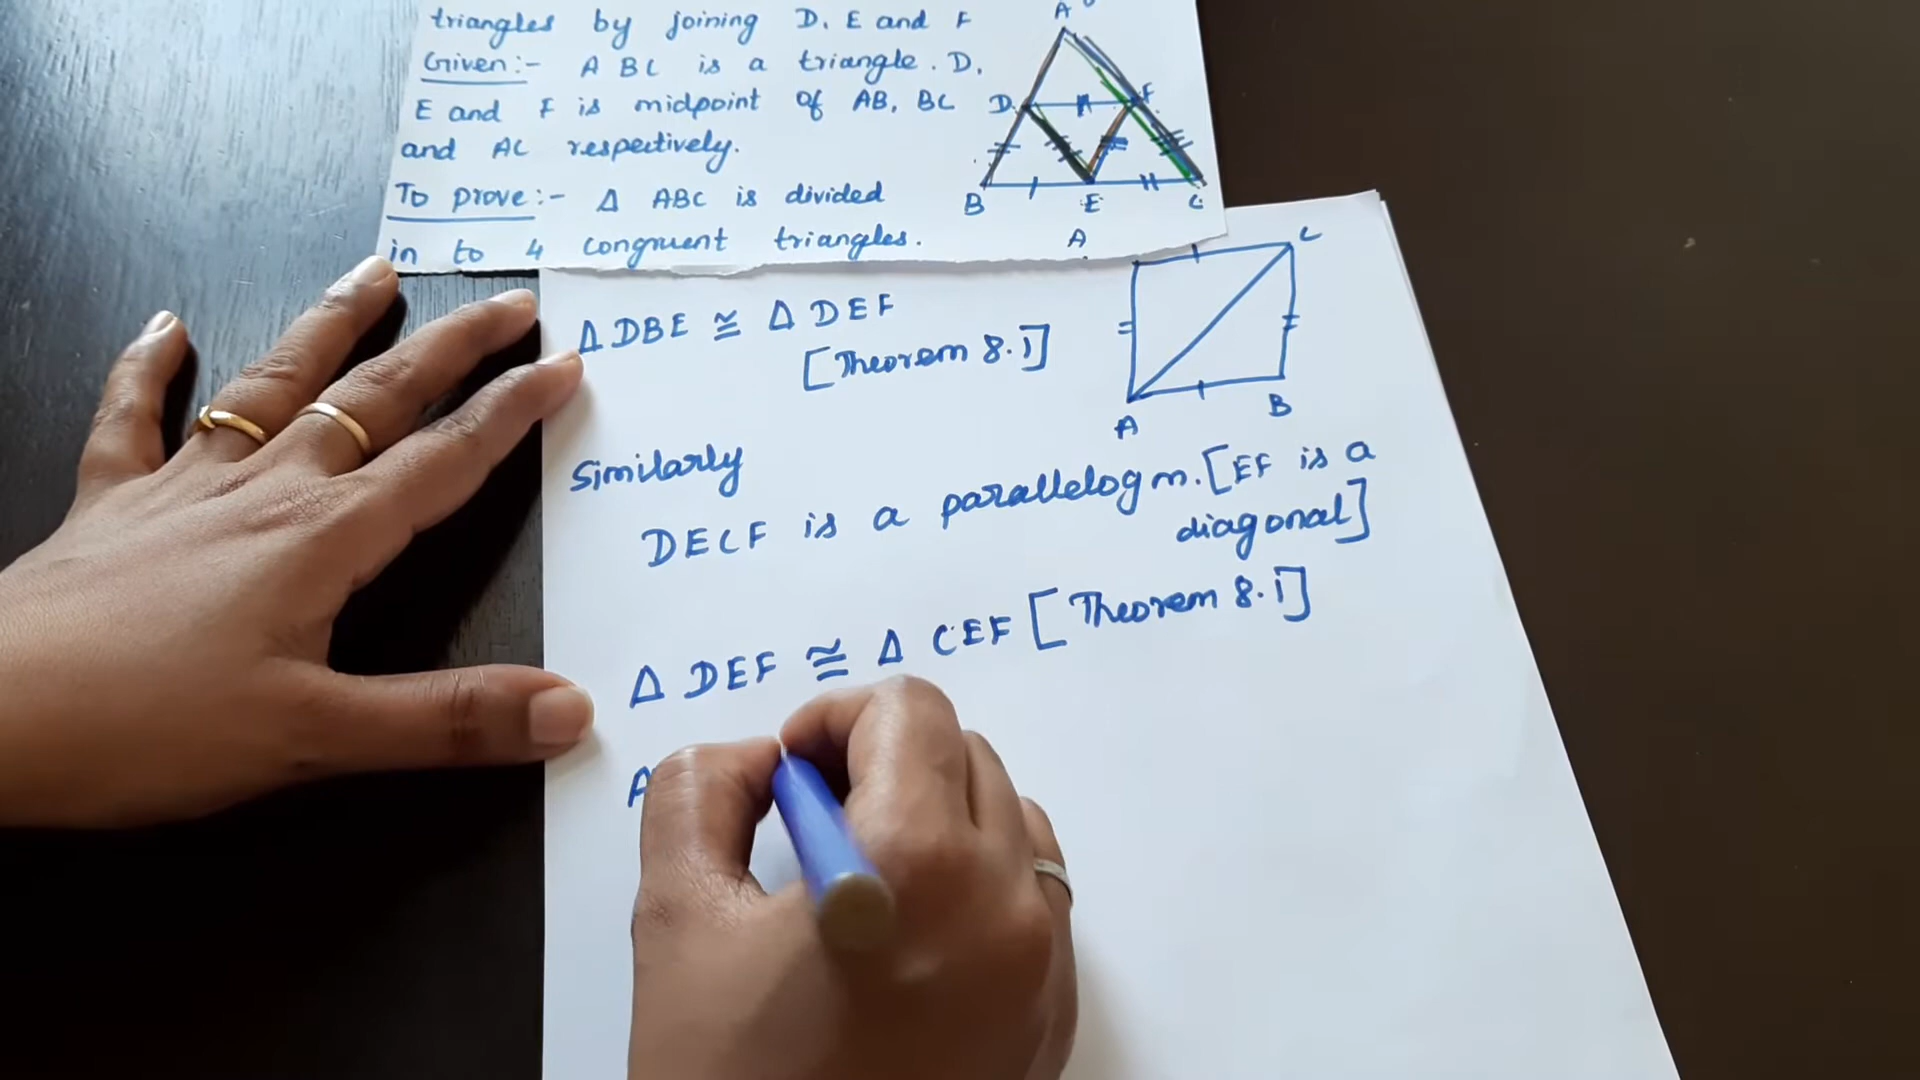 triangles by joining D, E and F
Given:- A BC is a triangle. D,
E and F is midpoint of AB, BC
and AC respectively.
To prove:- Δ ABC is divided
in to 4 congruent triangles.
A
D
F
B
E
C
A
C
Δ DBE ≅ Δ DEF
[Theorem 8.1]
A
B
Similarly
DECF is a parallelogm. [EF is a
diagonal]
Δ DEF ≅ Δ CEF [Theorem 8.1]
A